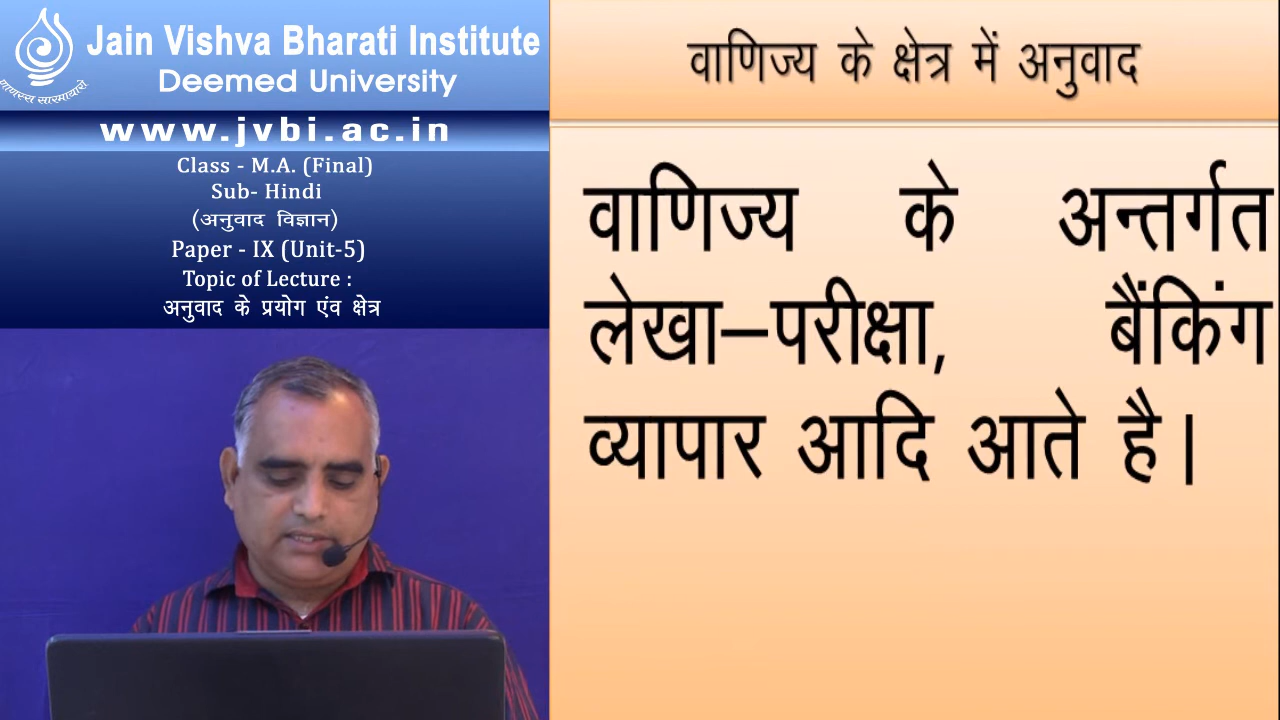 Jain Vishva Bharati Institute
Deemed University
www.jvbi.ac.in
Class - M.A. (Final)
Sub- Hindi
(अनुवाद विज्ञान)
Paper - IX (Unit-5)
Topic of Lecture :
अनुवाद के प्रयोग एंव क्षेत्र
वाणिज्य के क्षेत्र में अनुवाद
वाणिज्य के अन्तर्गत
लेखा–परीक्षा, बैंकिंग
व्यापार आदि आते है।